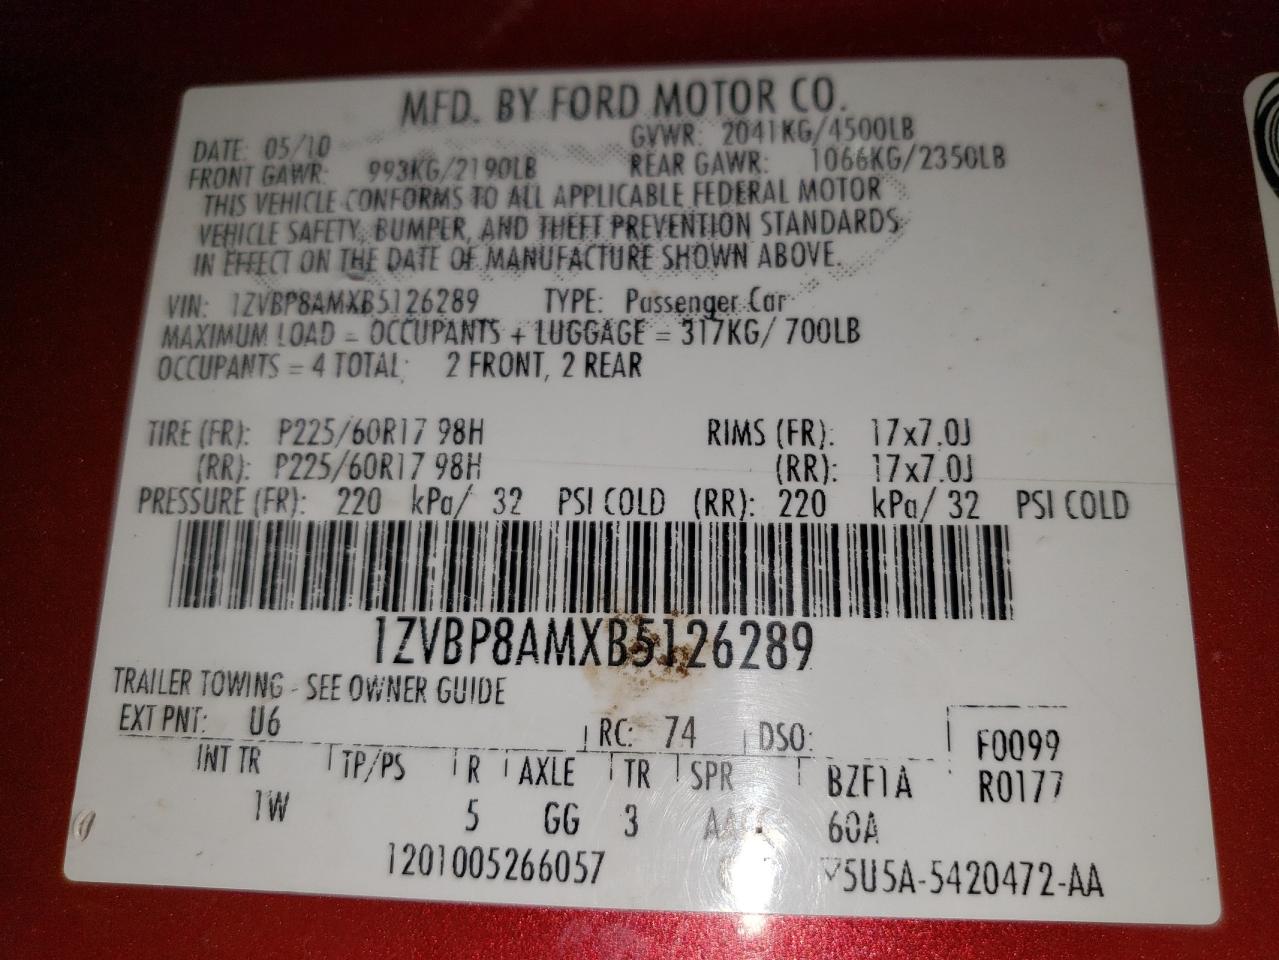 MFD. BY FORD MOTOR CO.
DATE: 05/10 GVWR: 2041KG/4500LB
FRONT GAWR: 993KG/2190LB REAR GAWR: 1066KG/2350LB
THIS VEHICLE CONFORMS TO ALL APPLICABLE FEDERAL MOTOR
VEHICLE SAFETY, BUMPER, AND THEFT PREVENTION STANDARDS
IN EFFECT ON THE DATE OF MANUFACTURE SHOWN ABOVE.
VIN: 1ZVBP8AMXB5126289 TYPE: Passenger Car
MAXIMUM LOAD = OCCUPANTS + LUGGAGE = 317KG/ 700LB
OCCUPANTS = 4 TOTAL: 2 FRONT, 2 REAR
TIRE (FR): P225/60R17 98H RIMS (FR): 17x7.0J
(RR): P225/60R17 98H (RR): 17x7.0J
PRESSURE (FR): 220 kPa/ 32 PSI COLD (RR): 220 kPa/ 32 PSI COLD
1ZVBP8AMXB5126289
TRAILER TOWING - SEE OWNER GUIDE
EXT PNT: U6 RC: 74 DSO: F0099
INT TR TP/PS R AXLE TR SPR BZF1A R0177
1W 5 GG 3 60A
1201005266057 5U5A-5420472-AA